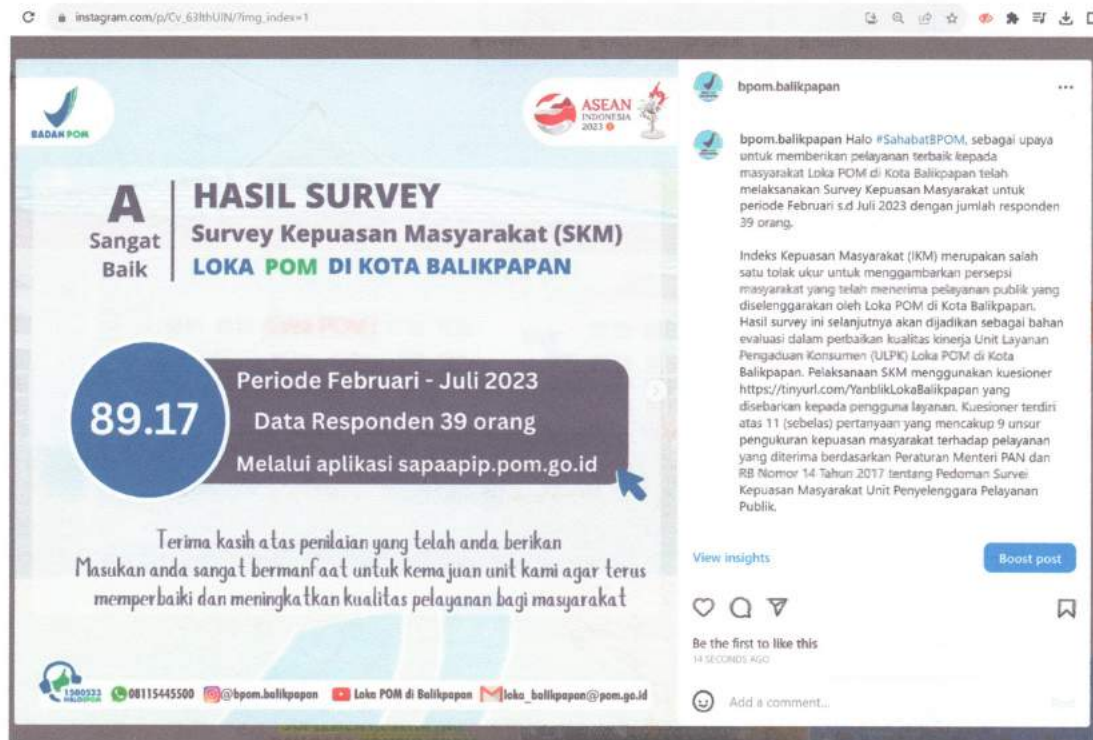 instagram.com/p/Cv_63lthUlN/?img_index=1
BADAN POM
ASEAN
INDONESIA
2023
A
Sangat
Baik
HASIL SURVEY
Survey Kepuasan Masyarakat (SKM)
LOKA POM DI KOTA BALIKPAPAN
89.17
Periode Februari - Juli 2023
Data Responden 39 orang
Melalui aplikasi sapaapip.pom.go.id
Terima kasih atas penilaian yang telah anda berikan
Masukan anda sangat bermanfaat untuk kemajuan unit kami agar terus
memperbaiki dan meningkatkan kualitas pelayanan bagi masyarakat
1500533
HALOBPOM
08115445500
@bpom.balikpapan
Loka POM di Balikpapan
loka_balikpapan@pom.go.id
bpom.balikpapan
bpom.balikpapan Halo #SahabatBPOM, sebagai upaya
untuk memberikan pelayanan terbaik kepada
masyarakat Loka POM di Kota Balikpapan telah
melaksanakan Survey Kepuasan Masyarakat untuk
periode Februari s.d Juli 2023 dengan jumlah responden
39 orang.
Indeks Kepuasan Masyarakat (IKM) merupakan salah
satu tolak ukur untuk menggambarkan persepsi
masyarakat yang telah menerima pelayanan publik yang
diselenggarakan oleh Loka POM di Kota Balikpapan.
Hasil survey ini selanjutnya akan dijadikan sebagai bahan
evaluasi dalam perbaikan kualitas kinerja Unit Layanan
Pengaduan Konsumen (ULPK) Loka POM di Kota
Balikpapan. Pelaksanaan SKM menggunakan kuesioner
https://tinyurl.com/YanblikLokaBalikpapan yang
disebarkan kepada pengguna layanan. Kuesioner terdiri
atas 11 (sebelas) pertanyaan yang mencakup 9 unsur
pengukuran kepuasan masyarakat terhadap pelayanan
yang diterima berdasarkan Peraturan Menteri PAN dan
RB Nomor 14 Tahun 2017 tentang Pedoman Survei
Kepuasan Masyarakat Unit Penyelenggara Pelayanan
Publik.
View insights
Boost post
Be the first to like this
14 SECONDS AGO
Add a comment...
Post